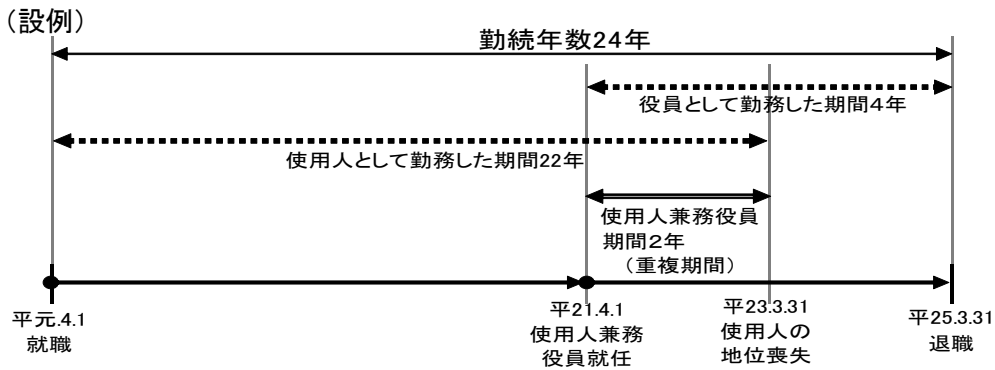 （設例）
勤続年数24年
役員として勤務した期間4年
使用人として勤務した期間22年
使用人兼務役員
期間2年
（重複期間）
平元.4.1
就職
平21.4.1
使用人兼務
役員就任
平23.3.31
使用人の
地位喪失
平25.3.31
退職